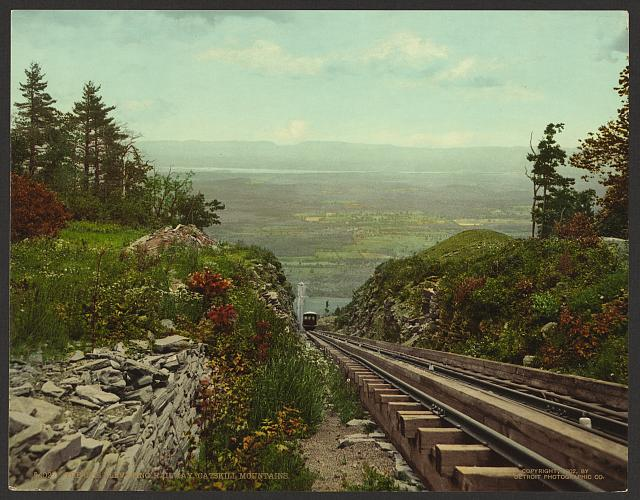 ELEVATING RAILWAY, CATSKILL MOUNTAINS.
COPYRIGHT, 1902, BY
DETROIT PHOTOGRAPHIC CO.